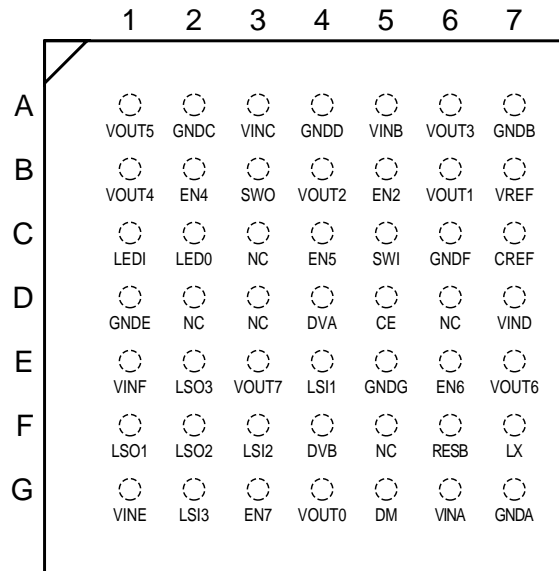 1 2 3 4 5 6 7
A
VOUT5 GNDC VINC GNDD VINB VOUT3 GNDB
B
VOUT4 EN4 SWO VOUT2 EN2 VOUT1 VREF
C
LEDI LED0 NC EN5 SWI GNDF CREF
D
GNDE NC NC DVA CE NC VIND
E
VINF LSO3 VOUT7 LSI1 GNDG EN6 VOUT6
F
LSO1 LSO2 LSI2 DVB NC RESB LX
G
VINE LSI3 EN7 VOUT0 DM VINA GNDA